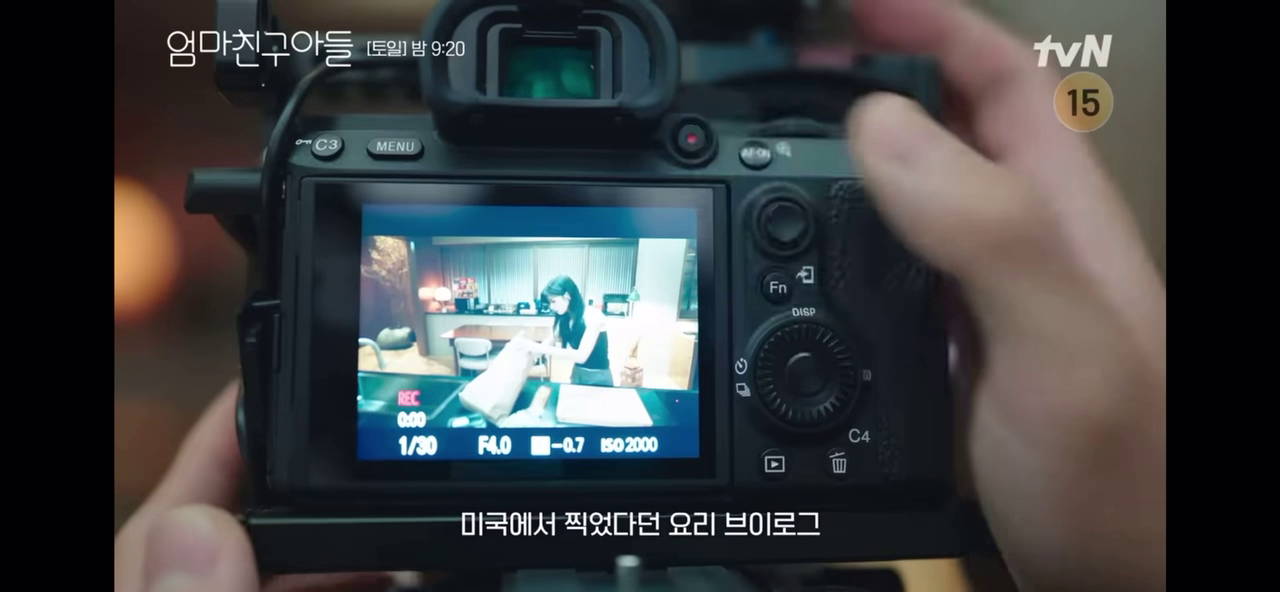 엄마친구아들 [토일] 밤 9:20
tvN
15
C3
MENU
AF-ON
Fn
DISP
REC
0:00
1/30 F4.0 -0.7 ISO 2000
C4
미국에서 찍었다던 요리 브이로그